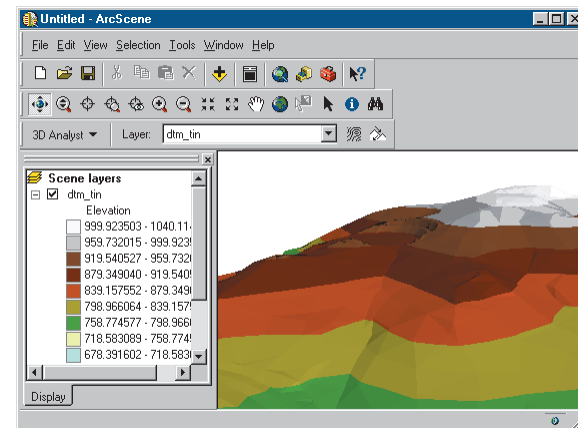 Untitled - ArcScene
File Edit View Selection Tools Window Help
3D Analyst Layer: dtm_tin
Scene layers
dtm_tin
Elevation
999.923503 - 1040.114
959.732015 - 999.923
919.540527 - 959.732
879.349040 - 919.540
839.157552 - 879.349
798.966064 - 839.157
758.774577 - 798.966
718.583089 - 758.774
678.391602 - 718.583
Display